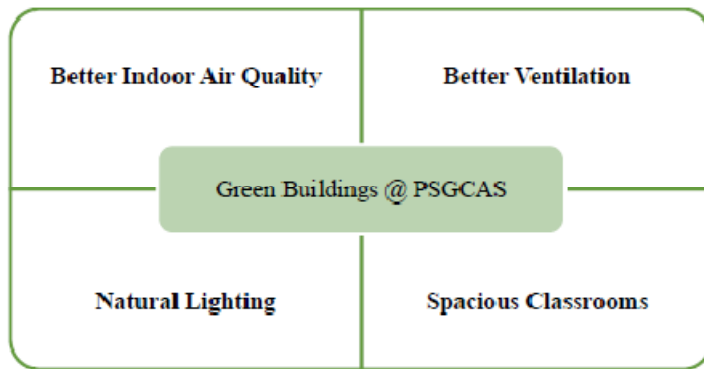 Better Indoor Air Quality
Better Ventilation
Green Buildings @ PSGCAS
Natural Lighting
Spacious Classrooms